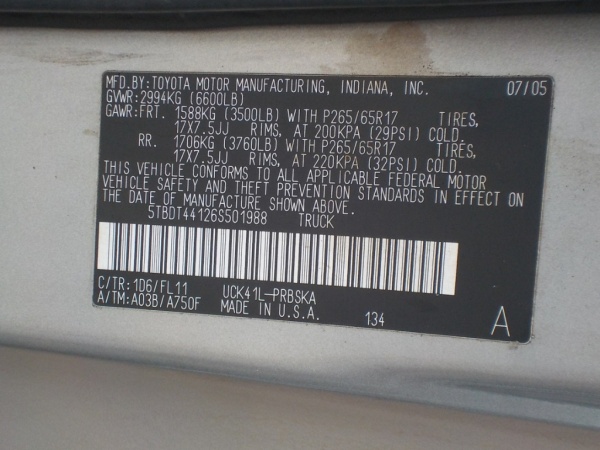 MFD.BY:TOYOTA MOTOR MANUFACTURING, INDIANA, INC. 07/05
GVWR:2994KG (6600LB)
GAWR:FRT. 1588KG (3500LB) WITH P265/65R17 TIRES,
17X7.5JJ RIMS, AT 200KPA (29PSI) COLD.
RR. 1706KG (3760LB) WITH P265/65R17 TIRES,
17X7.5JJ RIMS, AT 220KPA (32PSI) COLD.
THIS VEHICLE CONFORMS TO ALL APPLICABLE FEDERAL MOTOR
VEHICLE SAFETY AND THEFT PREVENTION STANDARDS IN EFFECT ON
THE DATE OF MANUFACTURE SHOWN ABOVE.
5TBDT44126S501988 TRUCK
C/TR:1D6/FL11 UCK41L-PRBSKA
A/TM:A03B/A750F MADE IN U.S.A. 134 A